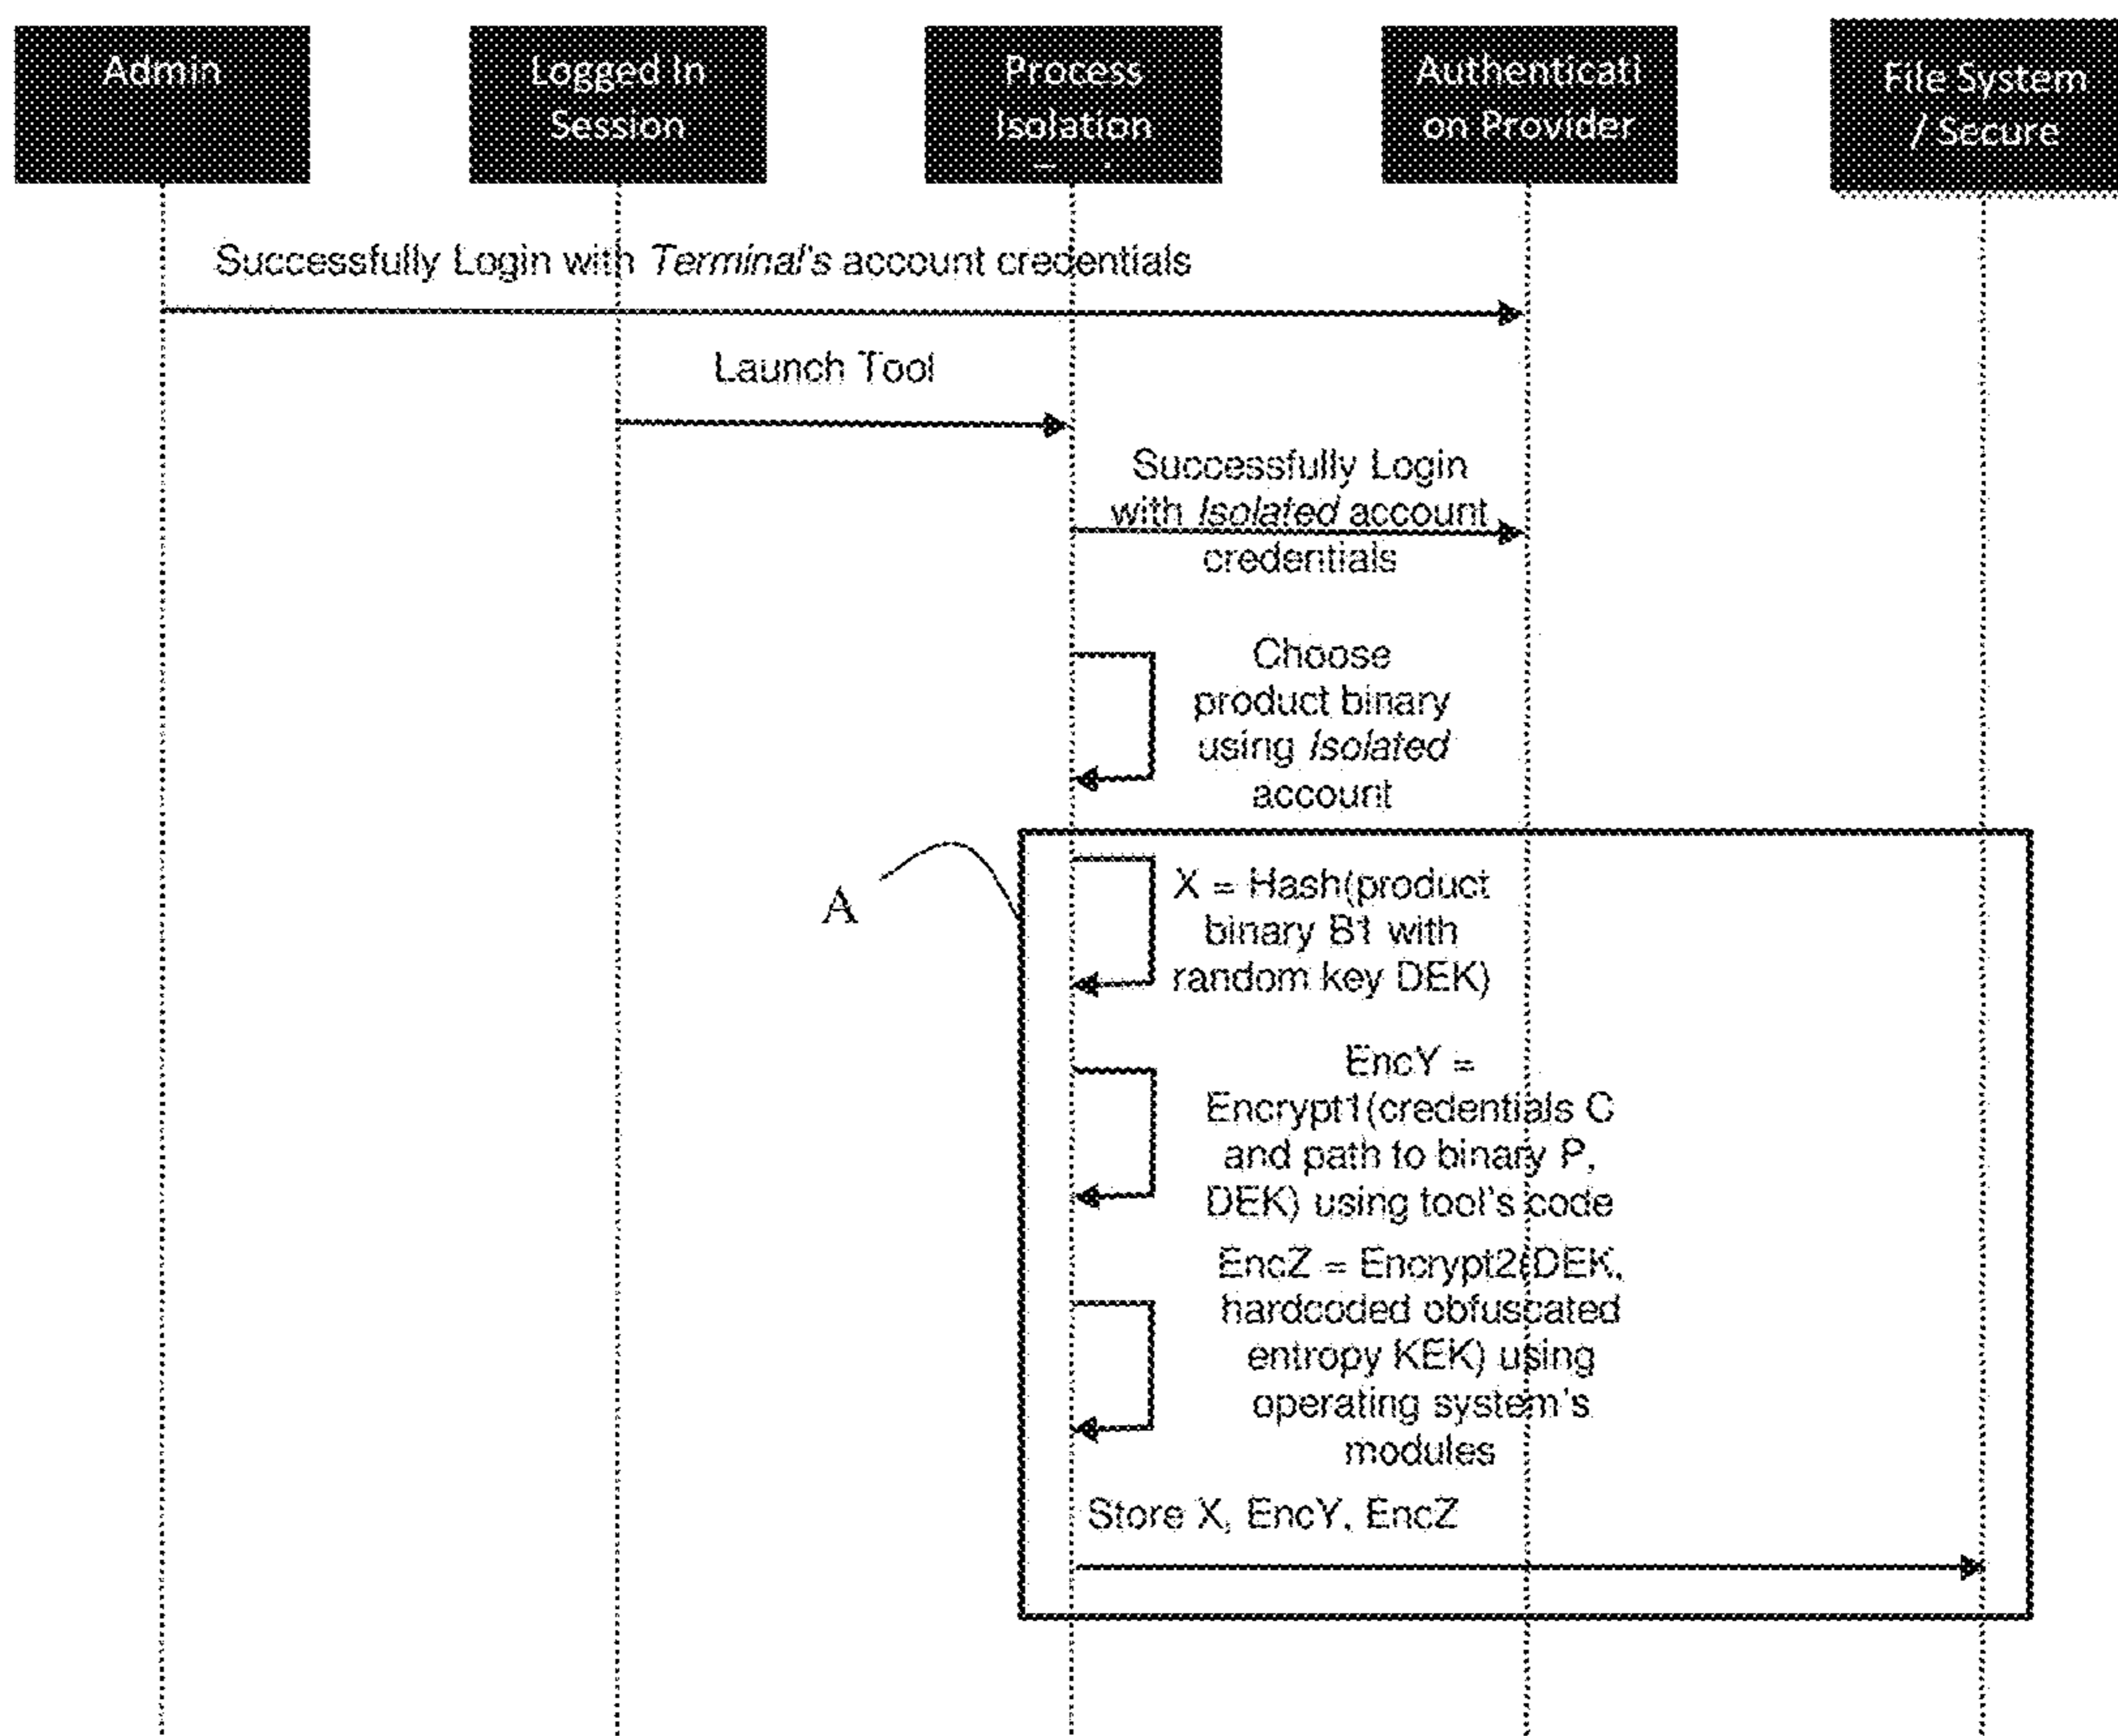 Admin
Logged In
Session
Process
Isolation
Authenticati
on Provider
File System
/ Secure
Successfully Login with Terminal's account credentials
Launch Tool
Successfully Login
with Isolated account
credentials
Choose
product binary
using Isolated
account
A
X = Hash(product
binary B1 with
random key DEK)
EncY =
Encrypt1(credentials C
and path to binary P,
DEK) using tool's code
EncZ = Encrypt2(DEK,
hardcoded obfuscated
entropy KEK) using
operating system's
modules
Store X, EncY, EncZ